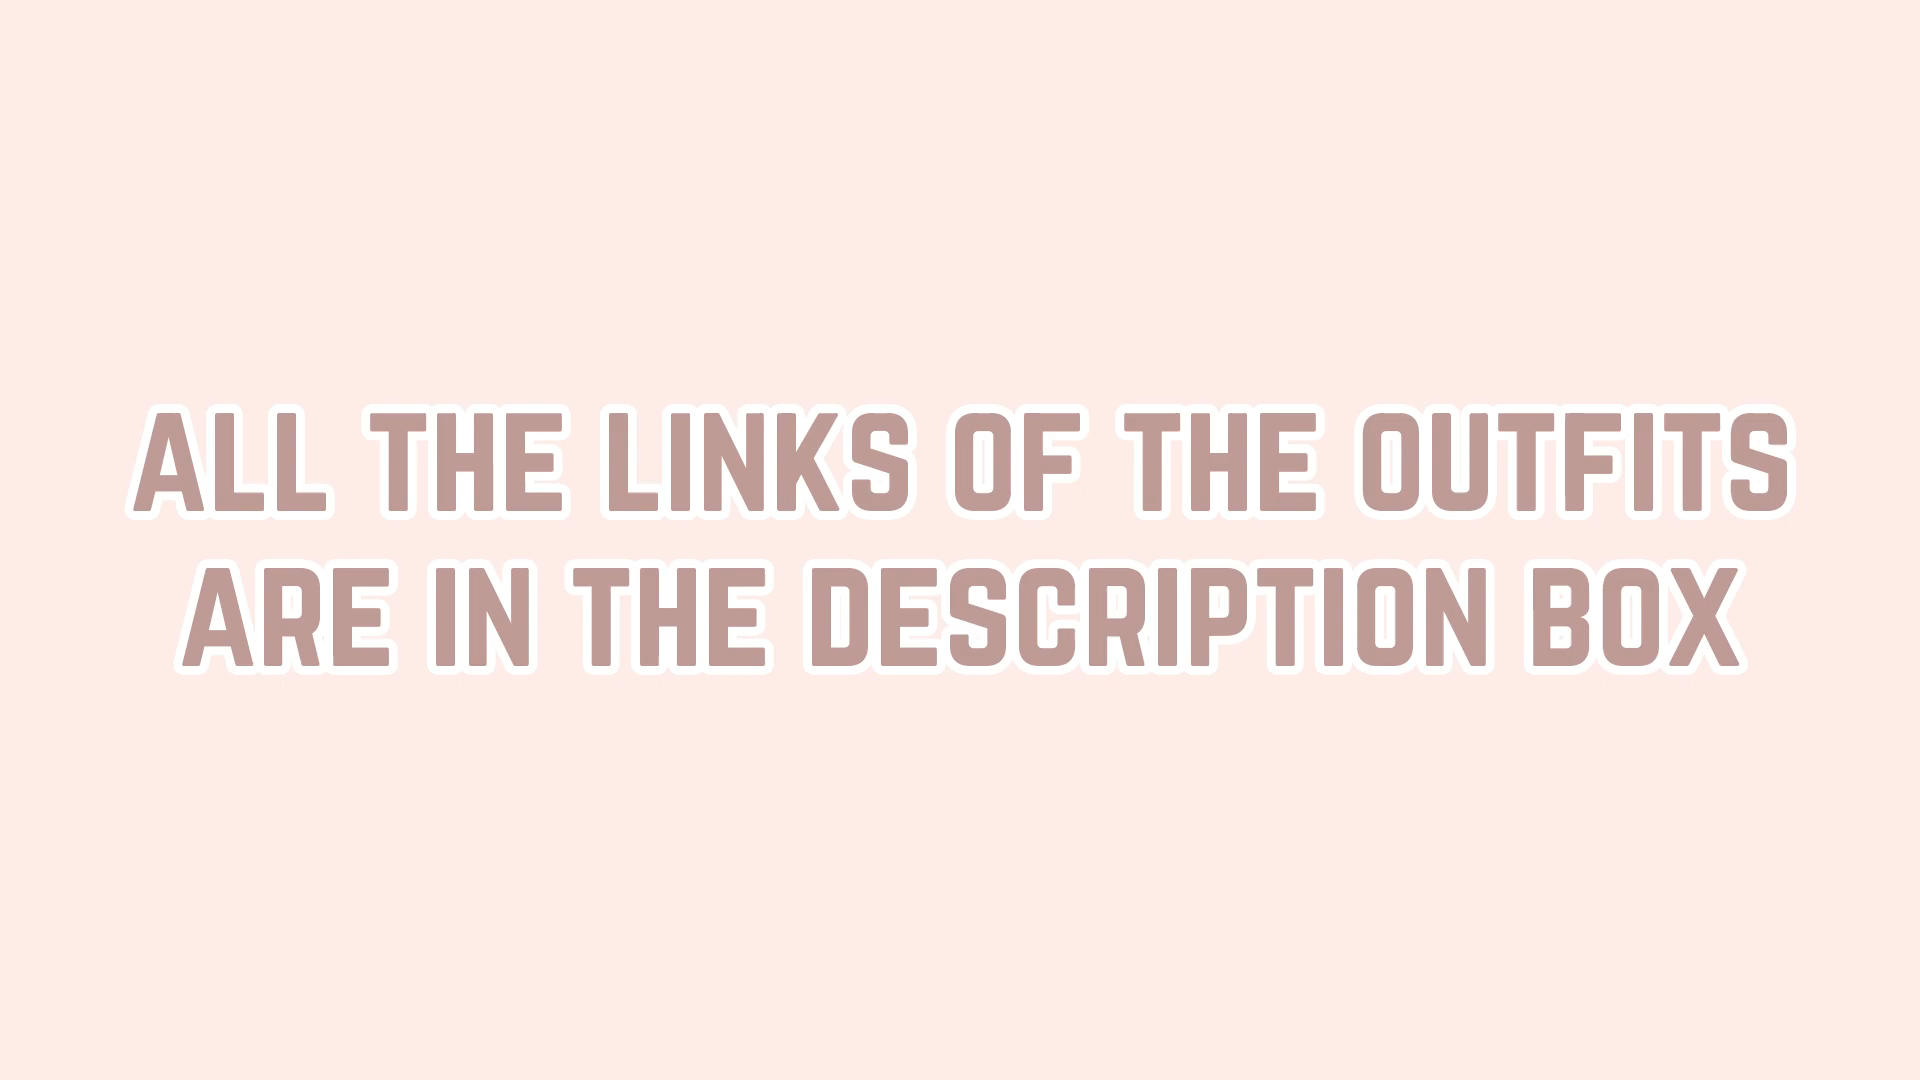 ALL THE LINKS OF THE OUTFITS
ARE IN THE DESCRIPTION BOX